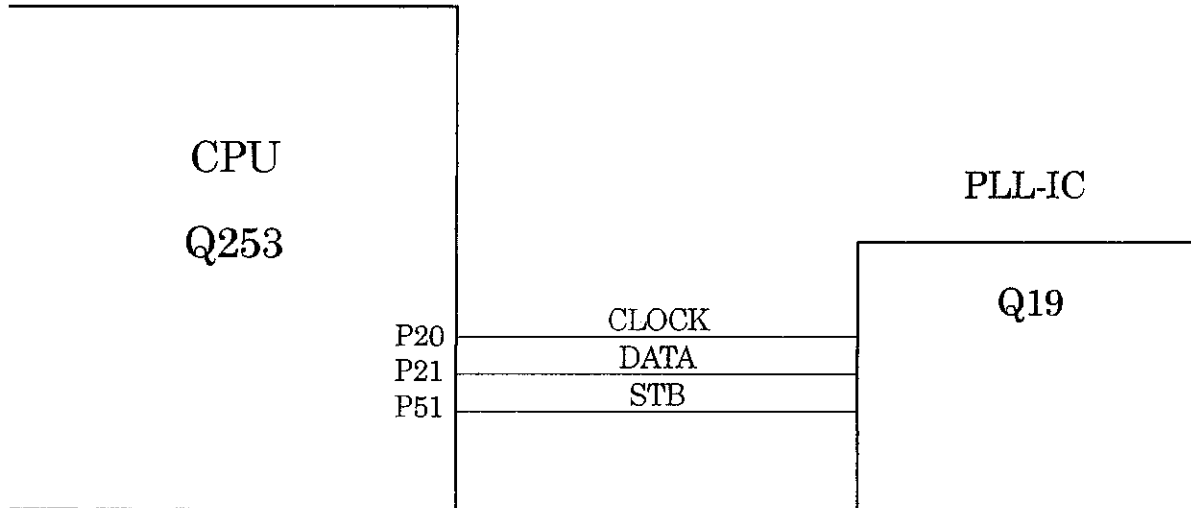 CPU
Q253
PLL-IC
Q19
P20 CLOCK
P21 DATA
P51 STB